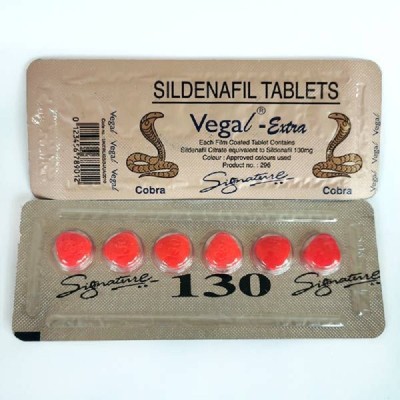 SILDENAFIL TABLETS
Vegal® - Extra
Each Film Coated Tablet Contains
Sildenafil Citrate equivalent to Sildenafil 130mg
Colour : Approved colours used
Product no. : 296
Signature
Cobra
Cobra
0123456789012
Vegal
Vegal
Vegal
Signature
130
Signature